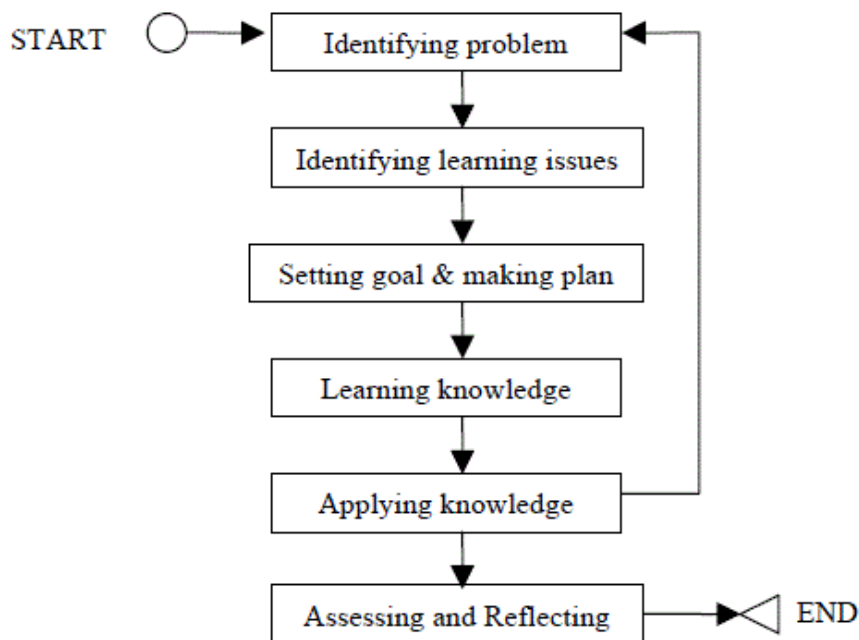 START
Identifying problem
Identifying learning issues
Setting goal & making plan
Learning knowledge
Applying knowledge
Assessing and Reflecting
END